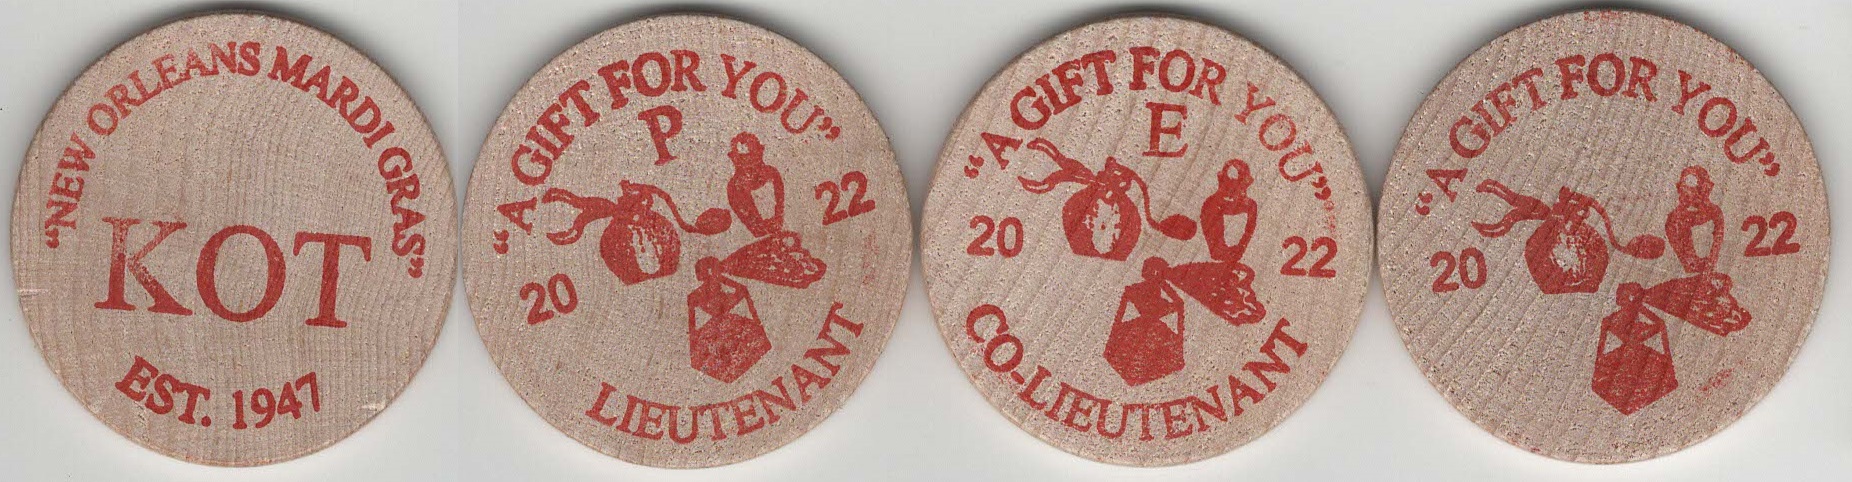 "NEW ORLEANS MARDI GRAS"
KOT
EST. 1947
"A GIFT FOR YOU"
P
20 22
LIEUTENANT
"A GIFT FOR YOU"
E
20 22
CO-LIEUTENANT
"A GIFT FOR YOU"
20 22